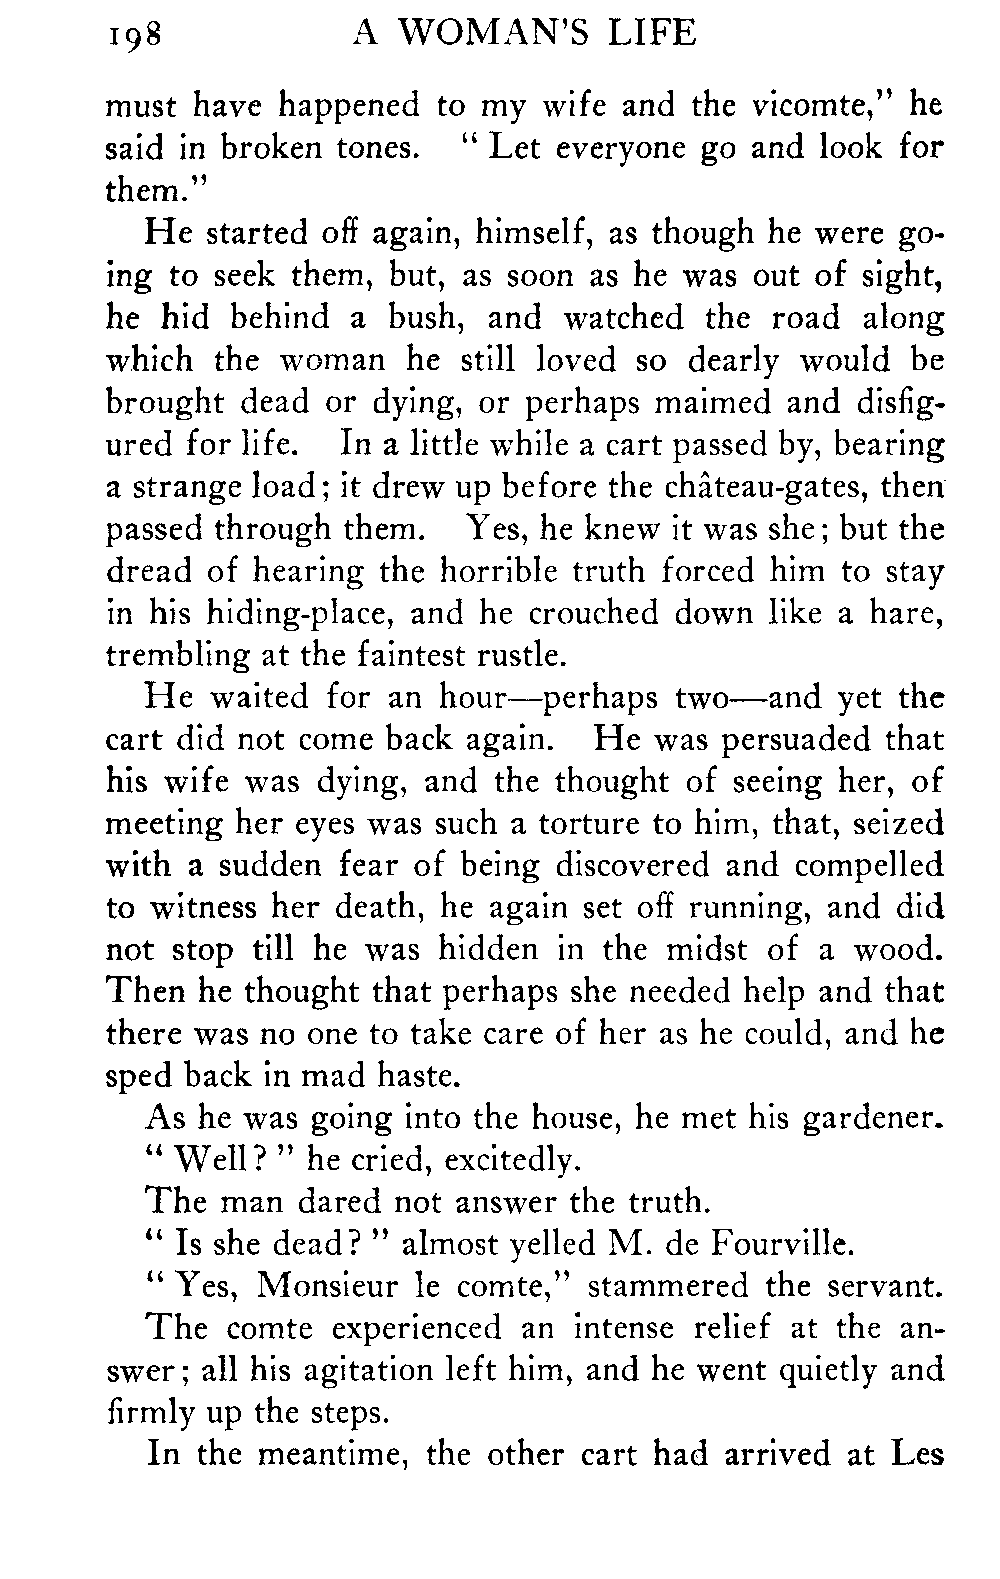 198 A WOMAN'S LIFE
must have happened to my wife and the vicomte," he
said in broken tones. " Let everyone go and look for
them."
He started off again, himself, as though he were go-
ing to seek them, but, as soon as he was out of sight,
he hid behind a bush, and watched the road along
which the woman he still loved so dearly would be
brought dead or dying, or perhaps maimed and disfig-
ured for life. In a little while a cart passed by, bearing
a strange load; it drew up before the château-gates, then
passed through them. Yes, he knew it was she; but the
dread of hearing the horrible truth forced him to stay
in his hiding-place, and he crouched down like a hare,
trembling at the faintest rustle.
He waited for an hour—perhaps two—and yet the
cart did not come back again. He was persuaded that
his wife was dying, and the thought of seeing her, of
meeting her eyes was such a torture to him, that, seized
with a sudden fear of being discovered and compelled
to witness her death, he again set off running, and did
not stop till he was hidden in the midst of a wood.
Then he thought that perhaps she needed help and that
there was no one to take care of her as he could, and he
sped back in mad haste.
As he was going into the house, he met his gardener.
" Well? " he cried, excitedly.
The man dared not answer the truth.
" Is she dead? " almost yelled M. de Fourville.
" Yes, Monsieur le comte," stammered the servant.
The comte experienced an intense relief at the an-
swer; all his agitation left him, and he went quietly and
firmly up the steps.
In the meantime, the other cart had arrived at Les